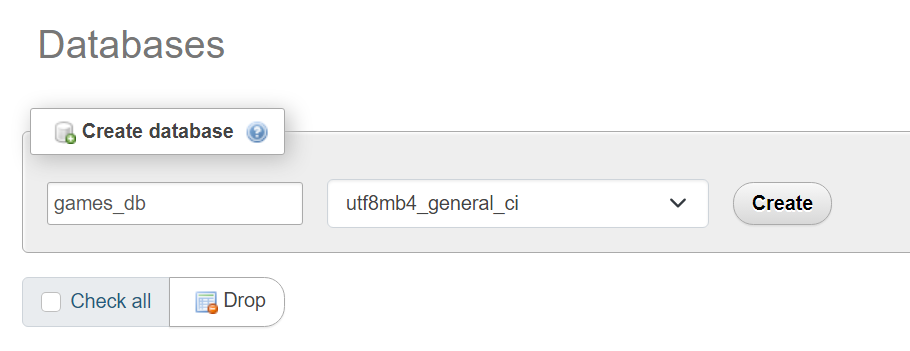 Databases
Create database
games_db utf8mb4_general_ci Create
Check all Drop